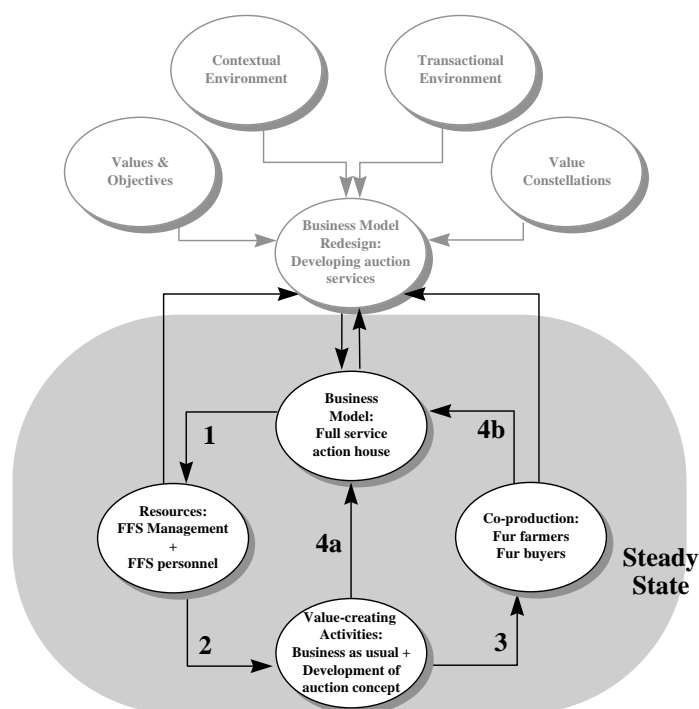 Contextual
Environment
Transactional
Environment
Values &
Objectives
Value
Constellations
Business Model
Redesign:
Developing auction
services
Business
Model:
Full service
action house
1
4b
Resources:
FFS Management
+
FFS personnel
4a
Co-production:
Fur farmers
Fur buyers
Steady
State
2
Value-creating
Activities:
Business as usual +
Development of
auction concept
3